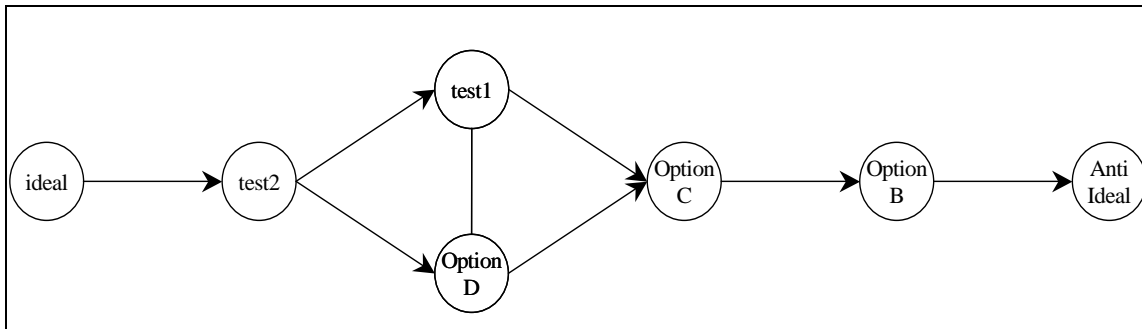 ideal
test2
test1
Option
D
Option
C
Option
B
Anti
Ideal